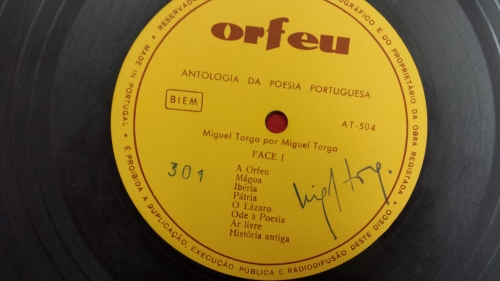 orfeu
ANTOLOGIA DA POESIA PORTUGUESA
BIEM
AT-504
Miguel Torga por Miguel Torga
FACE I
301
A Orfeu
Mágoa
Ibéria
Pátria
O Lázaro
Ode à Poesia
Ar livre
História antiga
Miguel Torga.
MADE IN PORTUGAL • É PROIBIDA A DUPLICAÇÃO, EXECUÇÃO PÚBLICA E RADIODIFUSÃO DESTE DISCO • RESERVADO
OGRÁFICO E DO PROPRIETÁRIO DA OBRA REGISTADA